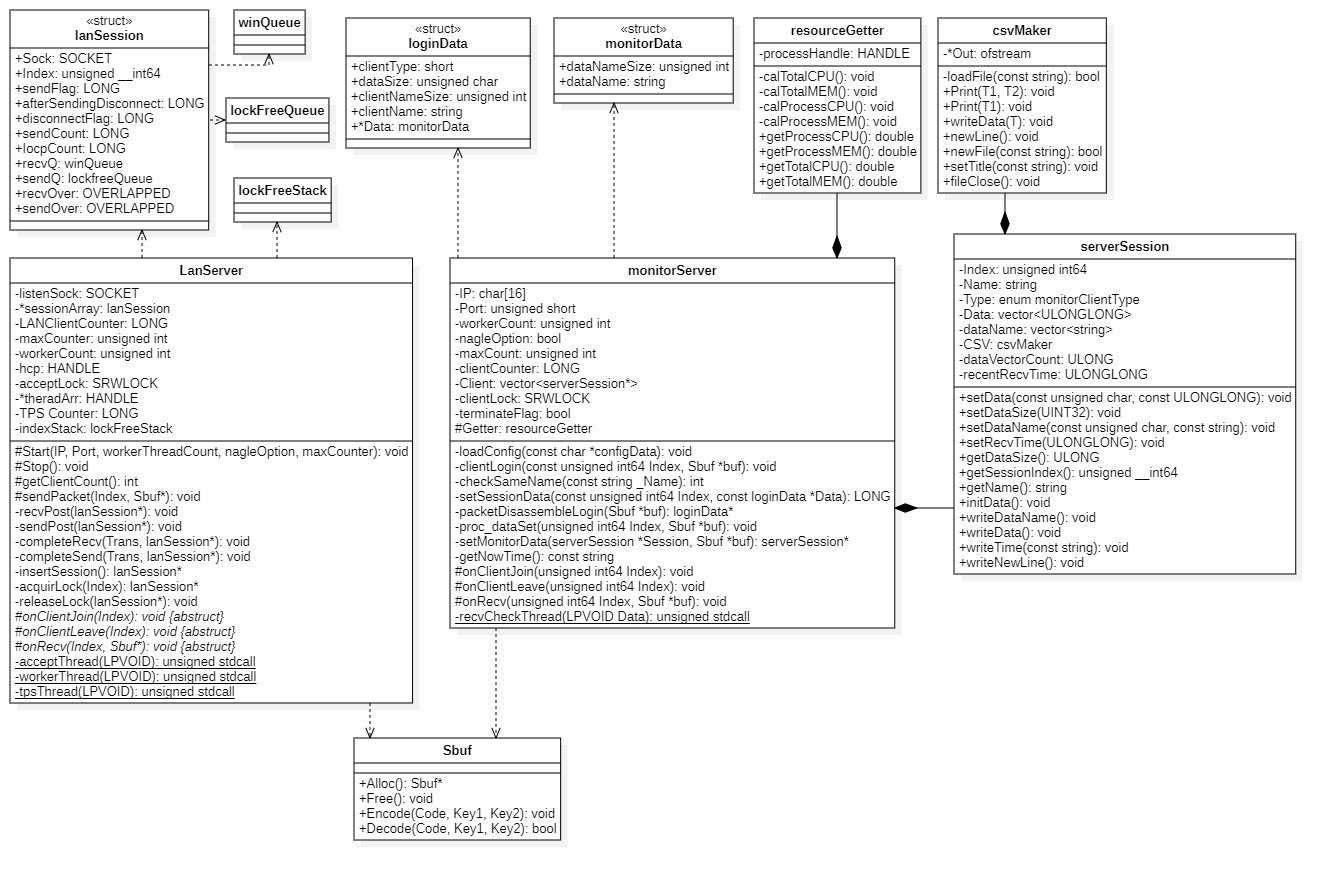 «struct»
lanSession
+Sock: SOCKET
+Index: unsigned __int64
+sendFlag: LONG
+afterSendingDisconnect: LONG
+disconnectFlag: LONG
+sendCount: LONG
+IocpCount: LONG
+recvQ: winQueue
+sendQ: lockfreeQueue
+recvOver: OVERLAPPED
+sendOver: OVERLAPPED
winQueue
lockFreeQueue
lockFreeStack
«struct»
loginData
+clientType: short
+dataSize: unsigned char
+clientNameSize: unsigned int
+clientName: string
+*Data: monitorData
«struct»
monitorData
+dataNameSize: unsigned int
+dataName: string
resourceGetter
-processHandle: HANDLE
-calTotalCPU(): void
-calTotalMEM(): void
-calProcessCPU(): void
-calProcessMEM(): void
+getProcessCPU(): double
+getProcessMEM(): double
+getTotalCPU(): double
+getTotalMEM(): double
csvMaker
-*Out: ofstream
-loadFile(const string): bool
+Print(T1, T2): void
+Print(T1): void
+writeData(T): void
+newLine(): void
+newFile(const string): bool
+setTitle(const string): void
+fileClose(): void
LanServer
-listenSock: SOCKET
-*sessionArray: lanSession
-LANClientCounter: LONG
-maxCounter: unsigned int
-workerCount: unsigned int
-hcp: HANDLE
-acceptLock: SRWLOCK
-*theradArr: HANDLE
-TPS Counter: LONG
-indexStack: lockFreeStack
#Start(IP, Port, workerThreadCount, nagleOption, maxCounter): void
#Stop(): void
#getClientCount(): int
#sendPacket(Index, Sbuf*): void
-recvPost(lanSession*): void
-sendPost(lanSession*): void
-completeRecv(Trans, lanSession*): void
-completeSend(Trans, lanSession*): void
-insertSession(): lanSession*
-acquirLock(Index): lanSession*
-releaseLock(lanSession*): void
#onClientJoin(Index): void {abstruct}
#onClientLeave(Index): void {abstruct}
#onRecv(Index, Sbuf*): void {abstruct}
-acceptThread(LPVOID): unsigned stdcall
-workerThread(LPVOID): unsigned stdcall
-tpsThread(LPVOID): unsigned stdcall
monitorServer
-IP: char[16]
-Port: unsigned short
-workerCount: unsigned int
-nagleOption: bool
-maxCount: unsigned int
-clientCounter: LONG
-Client: vector<serverSession*>
-clientLock: SRWLOCK
-terminateFlag: bool
#Getter: resourceGetter
-loadConfig(const char *configData): void
-clientLogin(const unsigned int64 Index, Sbuf *buf): void
-checkSameName(const string _Name): int
-setSessionData(const unsigned int64 Index, const loginData *Data): LONG
-packetDisassembleLogin(Sbuf *buf): loginData*
-proc_dataSet(unsigned int64 Index, Sbuf *buf): void
-setMonitorData(serverSession *Session, Sbuf *buf): serverSession*
-getNowTime(): const string
#onClientJoin(unsigned int64 Index): void
#onClientLeave(unsigned int64 Index): void
#onRecv(unsigned int64 Index, Sbuf *buf): void
-recvCheckThread(LPVOID Data): unsigned stdcall
serverSession
-Index: unsigned int64
-Name: string
-Type: enum monitorClientType
-Data: vector<ULONGLONG>
-dataName: vector<string>
-CSV: csvMaker
-dataVectorCount: ULONG
-recentRecvTime: ULONGLONG
+setData(const unsigned char, const ULONGLONG): void
+setDataSize(UINT32): void
+setDataName(const unsigned char, const string): void
+setRecvTime(ULONGLONG): void
+getDataSize(): ULONG
+getSessionIndex(): unsigned __int64
+getName(): string
+initData(): void
+writeDataName(): void
+writeData(): void
+writeTime(const string): void
+writeNewLine(): void
Sbuf
+Alloc(): Sbuf*
+Free(): void
+Encode(Code, Key1, Key2): void
+Decode(Code, Key1, Key2): bool